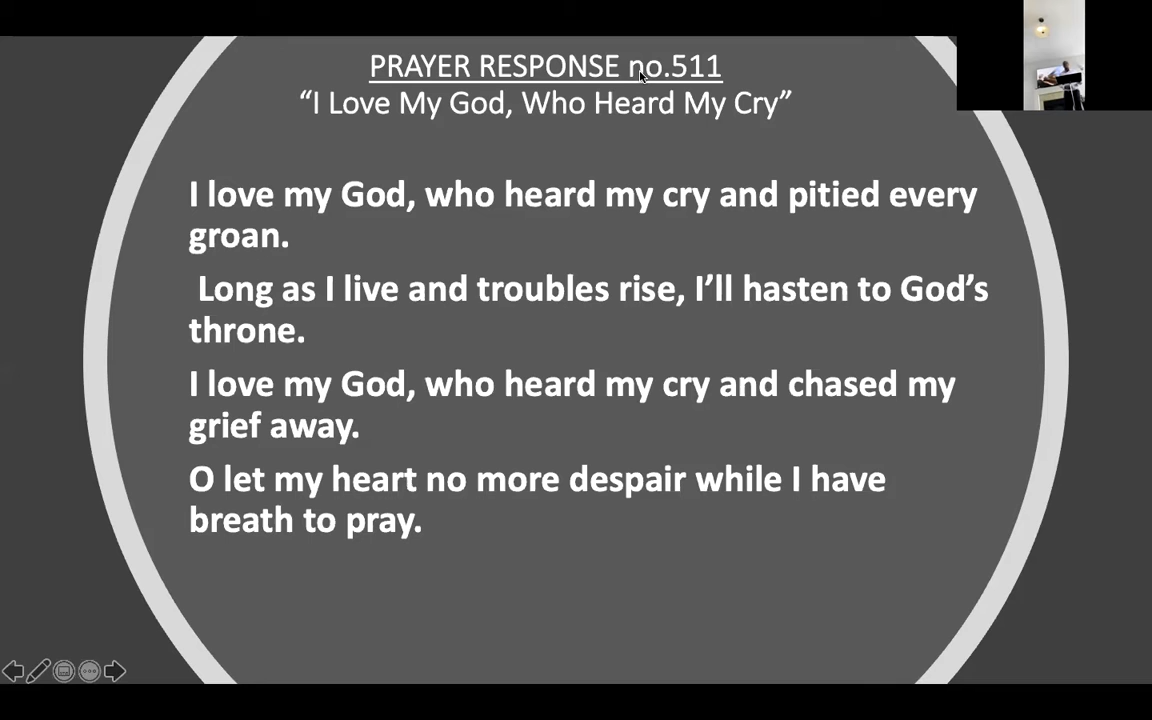 PRAYER RESPONSE no.511
“I Love My God, Who Heard My Cry”
I love my God, who heard my cry and pitied every
groan.
Long as I live and troubles rise, I’ll hasten to God’s
throne.
I love my God, who heard my cry and chased my
grief away.
O let my heart no more despair while I have
breath to pray.